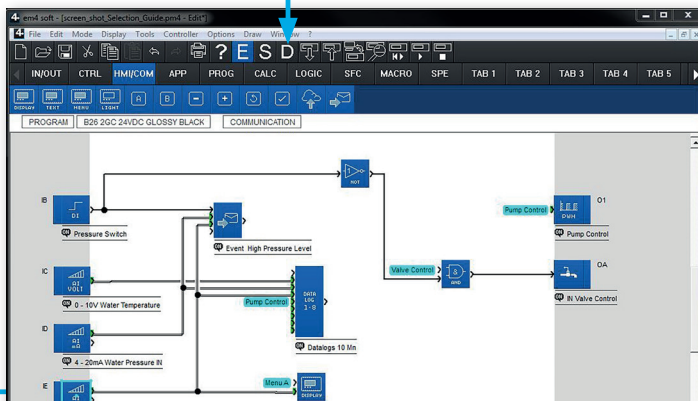 4 em4 soft - [screen_shot_Selection_Guide.pm4 - Edit*]
4 File Edit Mode Display Tools Controller Options Draw Window ?
? E S D
IN/OUT CTRL HMI/COM APP PROG CALC LOGIC SFC MACRO SPE TAB 1 TAB 2 TAB 3 TAB 4 TAB 5
DISPLAY TEXT MENU LIGHT A B - +
PROGRAM B26 2GC 24VDC GLOSSY BLACK COMMUNICATION
1
NOT
IB
DI
Pressure Switch
Event High Pressure Level
Pump Control
PWM
O1
Pump Control
IC
AI
VOLT
0 - 10V Water Temperature
Pump Control
DATA
LOG
1-8
Datalogs 10 Mn
Valve Control
&
AND
OA
IN Valve Control
ID
AI
mA
4 - 20mA Water Pressure IN
IE
Menu A
DISPLAY